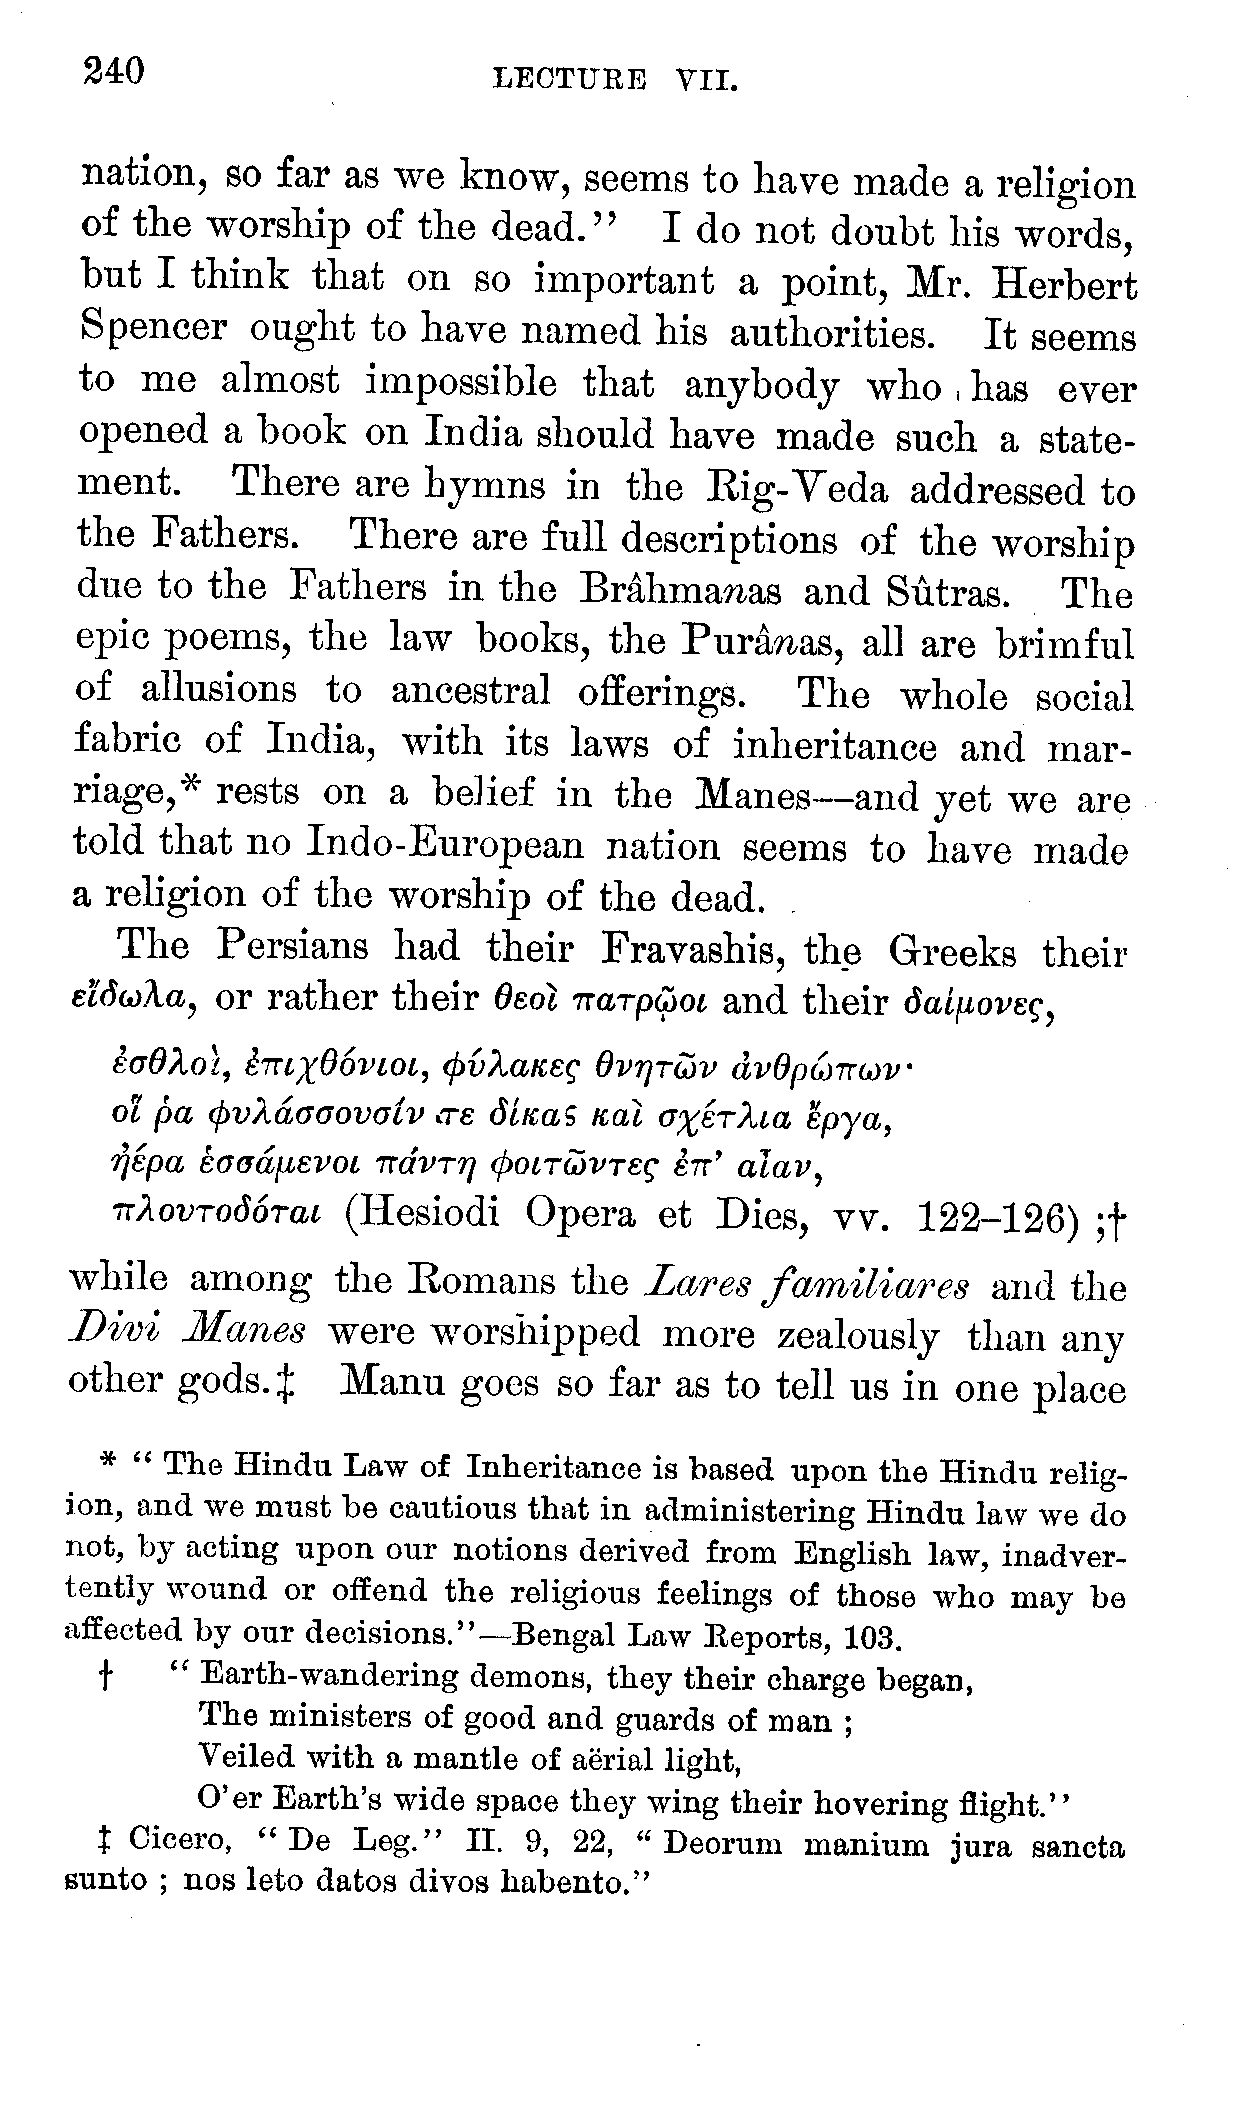 240
LECTURE VII.
nation, so far as we know, seems to have made a religion
of the worship of the dead.” I do not doubt his words,
but I think that on so important a point, Mr. Herbert
Spencer ought to have named his authorities. It seems
to me almost impossible that anybody who has ever
opened a book on India should have made such a state-
ment. There are hymns in the Rig-Veda addressed to
the Fathers. There are full descriptions of the worship
due to the Fathers in the Brâhmanas and Sûtras. The
epic poems, the law books, the Purânas, all are brimful
of allusions to ancestral offerings. The whole social
fabric of India, with its laws of inheritance and mar-
riage,* rests on a belief in the Manes—and yet we are
told that no Indo-European nation seems to have made
a religion of the worship of the dead.
The Persians had their Fravashis, the Greeks their
εἴδωλα, or rather their θεοὶ πατρῷοι and their δαίμονες,
ἐσθλοὶ, ἐπιχθόνιοι, φύλακες θνητῶν ἀνθρώπων·
οἵ ῥα φυλάσσουσίν τε δίκας καὶ σχέτλια ἔργα,
ἠέρα ἑσσάμενοι πάντη φοιτῶντες ἐπ’ αἶαν,
πλουτοδόται (Hesiodi Opera et Dies, vv. 122–126) ;†
while among the Romans the Lares familiares and the
Divi Manes were worshipped more zealously than any
other gods.‡ Manu goes so far as to tell us in one place
* “ The Hindu Law of Inheritance is based upon the Hindu relig-
ion, and we must be cautious that in administering Hindu law we do
not, by acting upon our notions derived from English law, inadver-
tently wound or offend the religious feelings of those who may be
affected by our decisions.”—Bengal Law Reports, 103.
† “ Earth-wandering demons, they their charge began,
The ministers of good and guards of man ;
Veiled with a mantle of aërial light,
O’er Earth’s wide space they wing their hovering flight.”
‡ Cicero, “ De Leg.” II. 9, 22, “ Deorum manium jura sancta
sunto ; nos leto datos divos habento.”